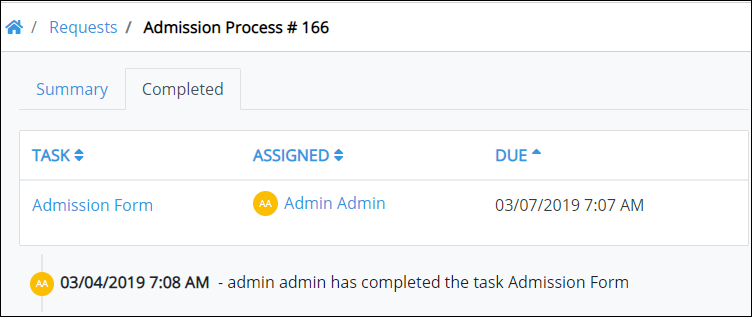 / Requests / Admission Process # 166
Summary Completed
TASK ASSIGNED DUE
Admission Form AA Admin Admin 03/07/2019 7:07 AM
AA 03/04/2019 7:08 AM - admin admin has completed the task Admission Form